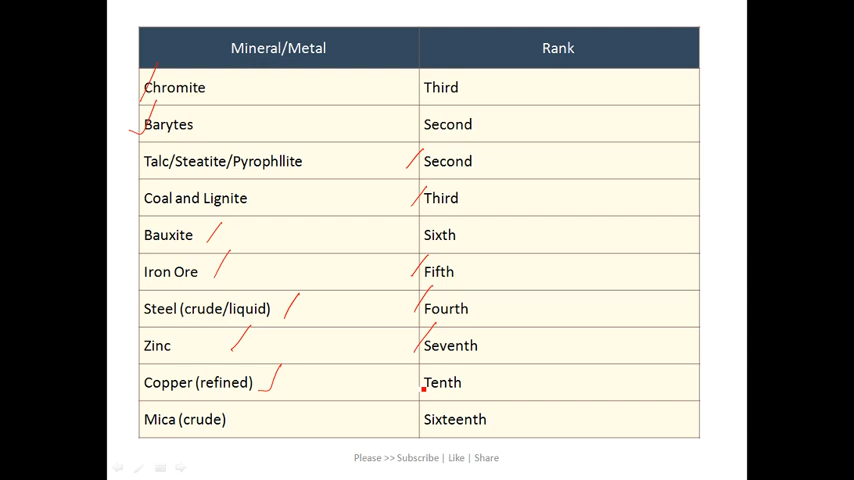 Mineral/Metal Rank
Chromite Third
Barytes Second
Talc/Steatite/Pyrophllite Second
Coal and Lignite Third
Bauxite Sixth
Iron Ore Fifth
Steel (crude/liquid) Fourth
Zinc Seventh
Copper (refined) Tenth
Mica (crude) Sixteenth
Please >> Subscribe | Like | Share